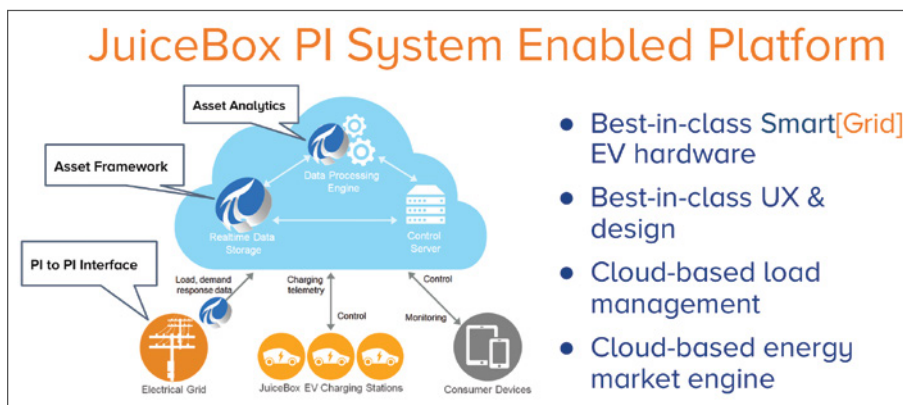 JuiceBox PI System Enabled Platform
Asset Analytics
Asset Framework
Data Processing
Engine
Realtime Data
Storage
Control
Server
PI to PI Interface
Load, demand
response data
Charging
telemetry
Control
Control
Monitoring
Electrical Grid
JuiceBox EV Charging Stations
Consumer Devices
• Best-in-class Smart[Grid]
EV hardware
• Best-in-class UX &
design
• Cloud-based load
management
• Cloud-based energy
market engine